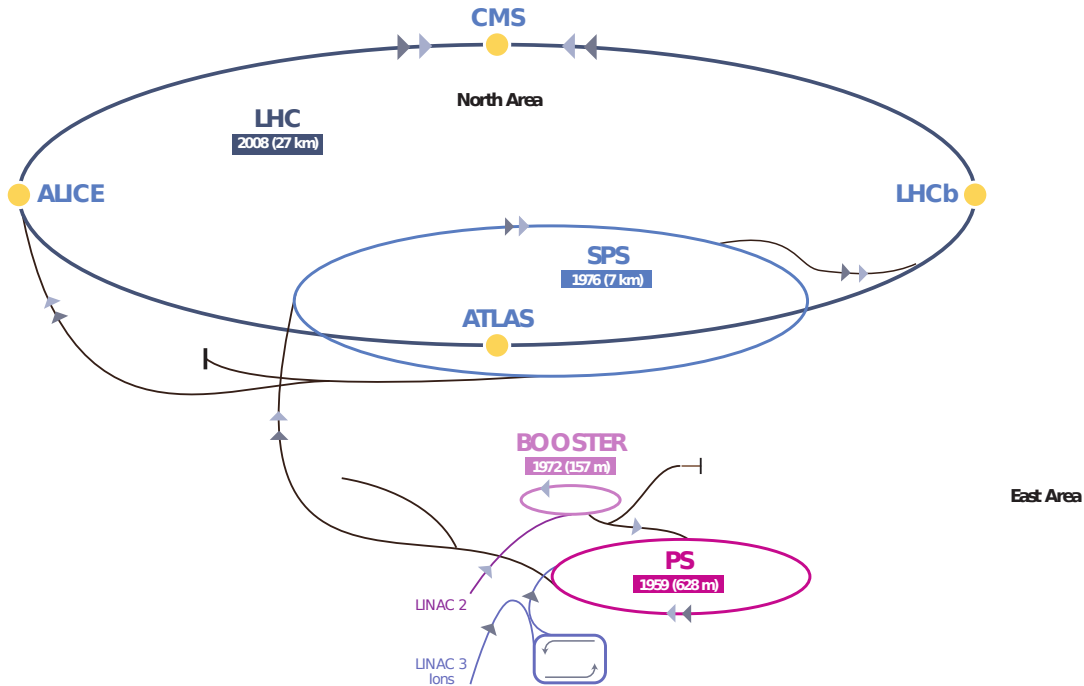 CMS
North Area
LHC
2008 (27 km)
ALICE
LHCb
SPS
1976 (7 km)
ATLAS
BOOSTER
1972 (157 m)
East Area
PS
1959 (628 m)
LINAC 2
LINAC 3
Ions